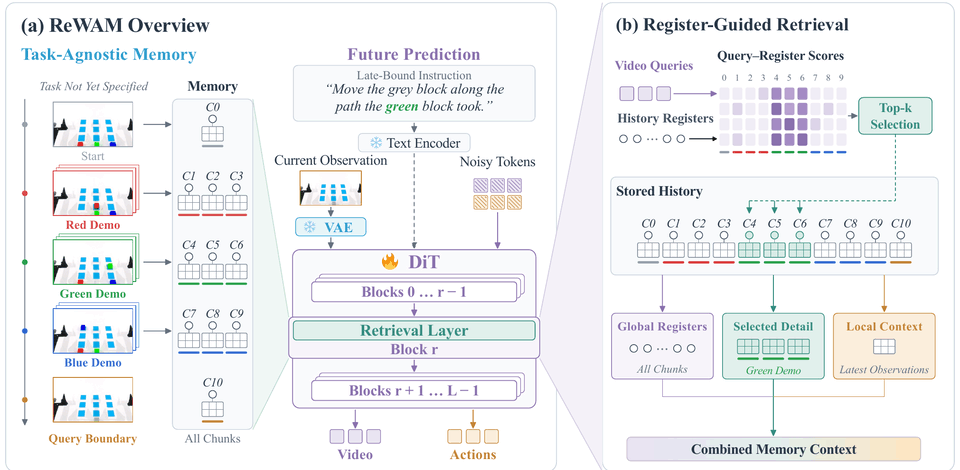 (a) ReWAM Overview
Task-Agnostic Memory
Future Prediction
Task Not Yet Specified
Memory
Late-Bound Instruction
“Move the grey block along the
path the green block took.”
C0
Start
Text Encoder
Current Observation
Noisy Tokens
C1 C2 C3
Red Demo
VAE
C4 C5 C6
Green Demo
DiT
Blocks 0 … r − 1
C7 C8 C9
Blue Demo
Retrieval Layer
Block r
C10
Blocks r + 1 … L − 1
Query Boundary
All Chunks
Video
Actions
(b) Register-Guided Retrieval
Query–Register Scores
Video Queries
0 1 2 3 4 5 6 7 8 9
History Registers
Top-k
Selection
Stored History
C0 C1 C2 C3 C4 C5 C6 C7 C8 C9 C10
Global Registers
All Chunks
Selected Detail
Green Demo
Local Context
Latest Observations
Combined Memory Context